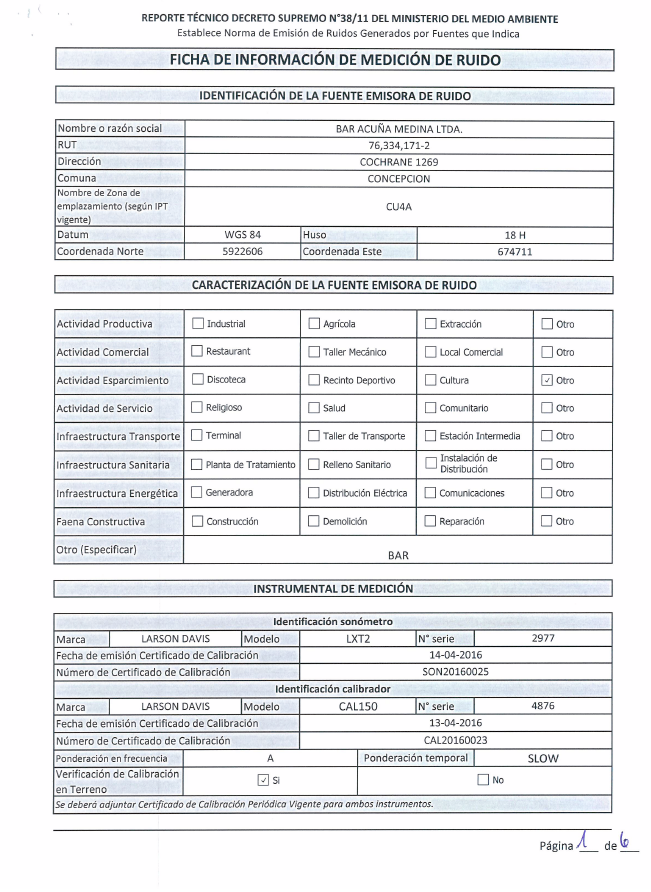 REPORTE TÉCNICO DECRETO SUPREMO N°38/11 DEL MINISTERIO DEL MEDIO AMBIENTE
Establece Norma de Emisión de Ruidos Generados por Fuentes que Indica
FICHA DE INFORMACIÓN DE MEDICIÓN DE RUIDO
IDENTIFICACIÓN DE LA FUENTE EMISORA DE RUIDO
Nombre o razón social BAR ACUÑA MEDINA LTDA.
RUT 76,334,171-2
Dirección COCHRANE 1269
Comuna CONCEPCION
Nombre de Zona de
emplazamiento (según IPT CU4A
vigente)
Datum WGS 84 Huso 18 H
Coordenada Norte 5922606 Coordenada Este 674711
CARACTERIZACIÓN DE LA FUENTE EMISORA DE RUIDO
Actividad Productiva ☐ Industrial ☐ Agrícola ☐ Extracción ☐ Otro
Actividad Comercial ☐ Restaurant ☐ Taller Mecánico ☐ Local Comercial ☐ Otro
Actividad Esparcimiento ☐ Discoteca ☐ Recinto Deportivo ☐ Cultura ☑ Otro
Actividad de Servicio ☐ Religioso ☐ Salud ☐ Comunitario ☐ Otro
Infraestructura Transporte ☐ Terminal ☐ Taller de Transporte ☐ Estación Intermedia ☐ Otro
Infraestructura Sanitaria ☐ Planta de Tratamiento ☐ Relleno Sanitario ☐ Instalación de Distribución ☐ Otro
Infraestructura Energética ☐ Generadora ☐ Distribución Eléctrica ☐ Comunicaciones ☐ Otro
Faena Constructiva ☐ Construcción ☐ Demolición ☐ Reparación ☐ Otro
Otro (Especificar) BAR
INSTRUMENTAL DE MEDICIÓN
Identificación sonómetro
Marca LARSON DAVIS Modelo LXT2 N° serie 2977
Fecha de emisión Certificado de Calibración 14-04-2016
Número de Certificado de Calibración SON20160025
Identificación calibrador
Marca LARSON DAVIS Modelo CAL150 N° serie 4876
Fecha de emisión Certificado de Calibración 13-04-2016
Número de Certificado de Calibración CAL20160023
Ponderación en frecuencia A Ponderación temporal SLOW
Verificación de Calibración
en Terreno ☑ Si ☐ No
Se deberá adjuntar Certificado de Calibración Periódica Vigente para ambos instrumentos.
Página 1 de 6